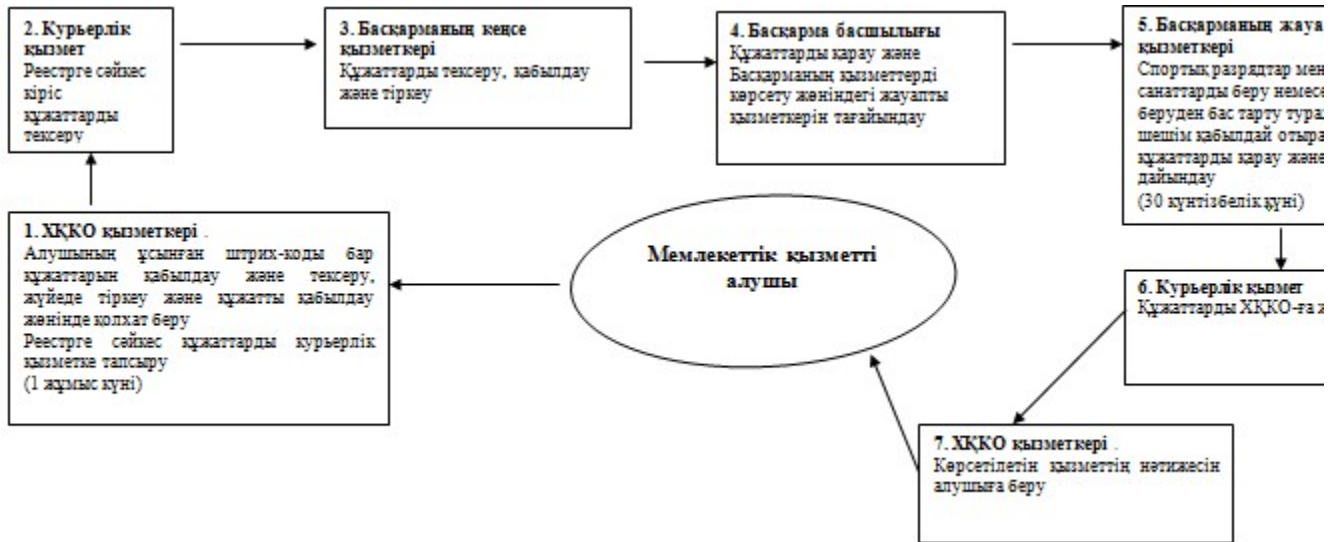 2. Курьерлік
қызмет
Реестрге сәйкес
кіріс
құжаттарды
тексеру
3. Басқарманың кеңсе
қызметкері
Құжаттарды тексеру, қабылдау
және тіркеу
4. Басқарма басшылығы
Құжаттарды қарау және
Басқарманың қызметтерді
көрсету жөніндегі жауапты
қызметкерін тағайындау
5. Басқарманың жауа
қызметкері
Спортық разрядтар мен
санаттарды беру немесе
беруден бас тарту турал
шешім қабылдай отыра
құжаттарды қарау және
дайындау
(30 күнтізбелік күні)
1. ХҚКО қызметкері .
Алушының ұсынған штрих-коды бар
құжаттарын қабылдау және тексеру,
жүйеде тіркеу және құжатты қабылдау
жөнінде қолхат беру
Реестрге сәйкес құжаттарды курьерлік
қызметке тапсыру
(1 жұмыс күні)
Мемлекеттік қызметті
алушы
6. Курьерлік қызмет
Құжаттарды ХҚКО-ға ж
7. ХҚКО қызметкері .
Көрсетілетін қызметтің нәтижесін
алушыға беру